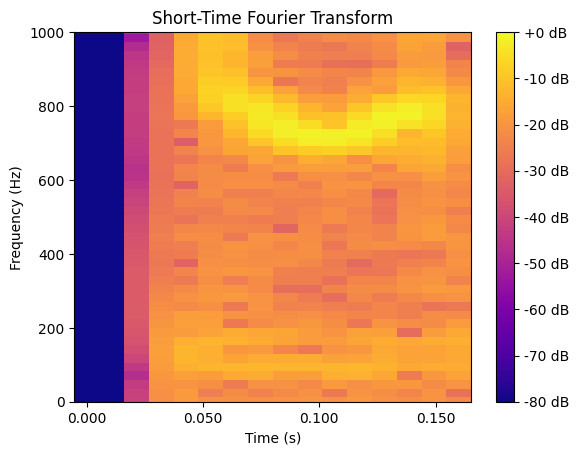 Short-Time Fourier Transform
1000
800
600
400
200
0
Frequency (Hz)
0.000
0.050
0.100
0.150
Time (s)
+0 dB
-10 dB
-20 dB
-30 dB
-40 dB
-50 dB
-60 dB
-70 dB
-80 dB